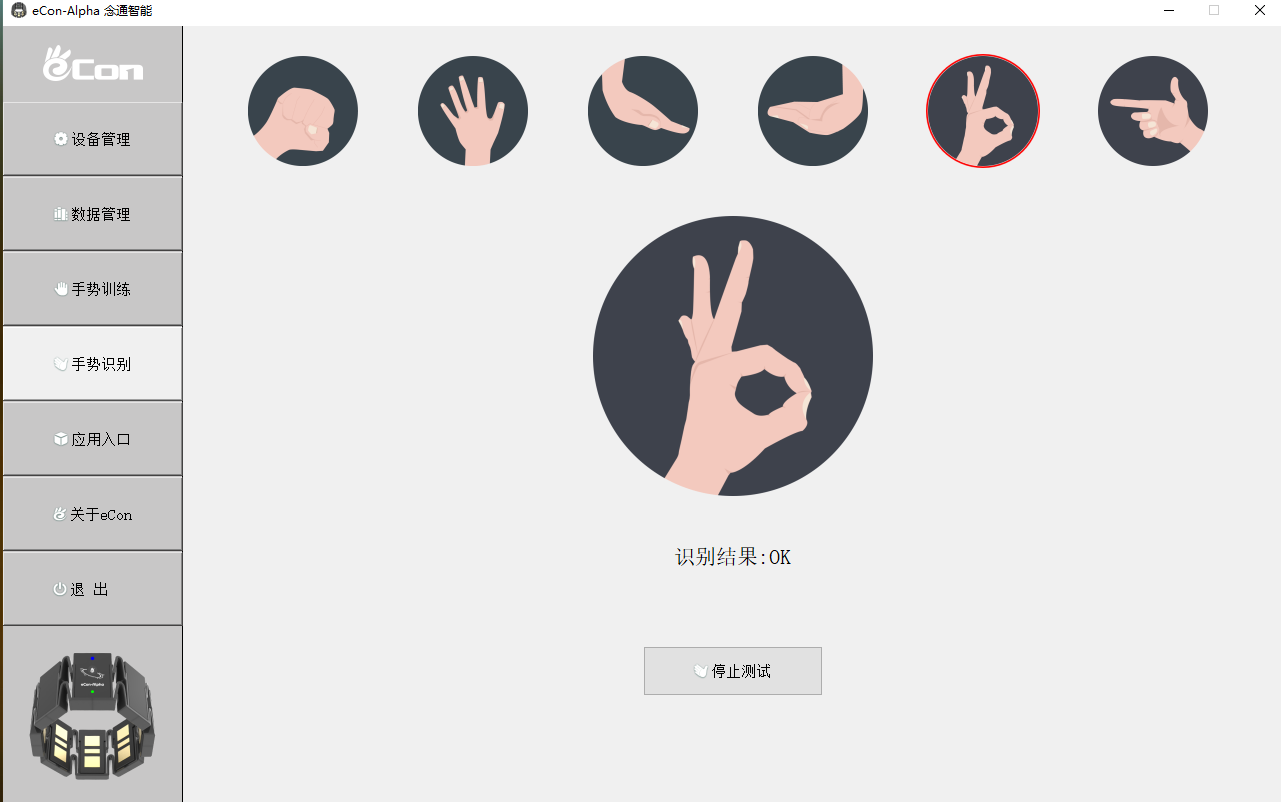 eCon-Alpha 念通智能
eCon
设备管理
数据管理
手势训练
手势识别
应用入口
关于eCon
退 出
eConAlpha
识别结果:OK
停止测试